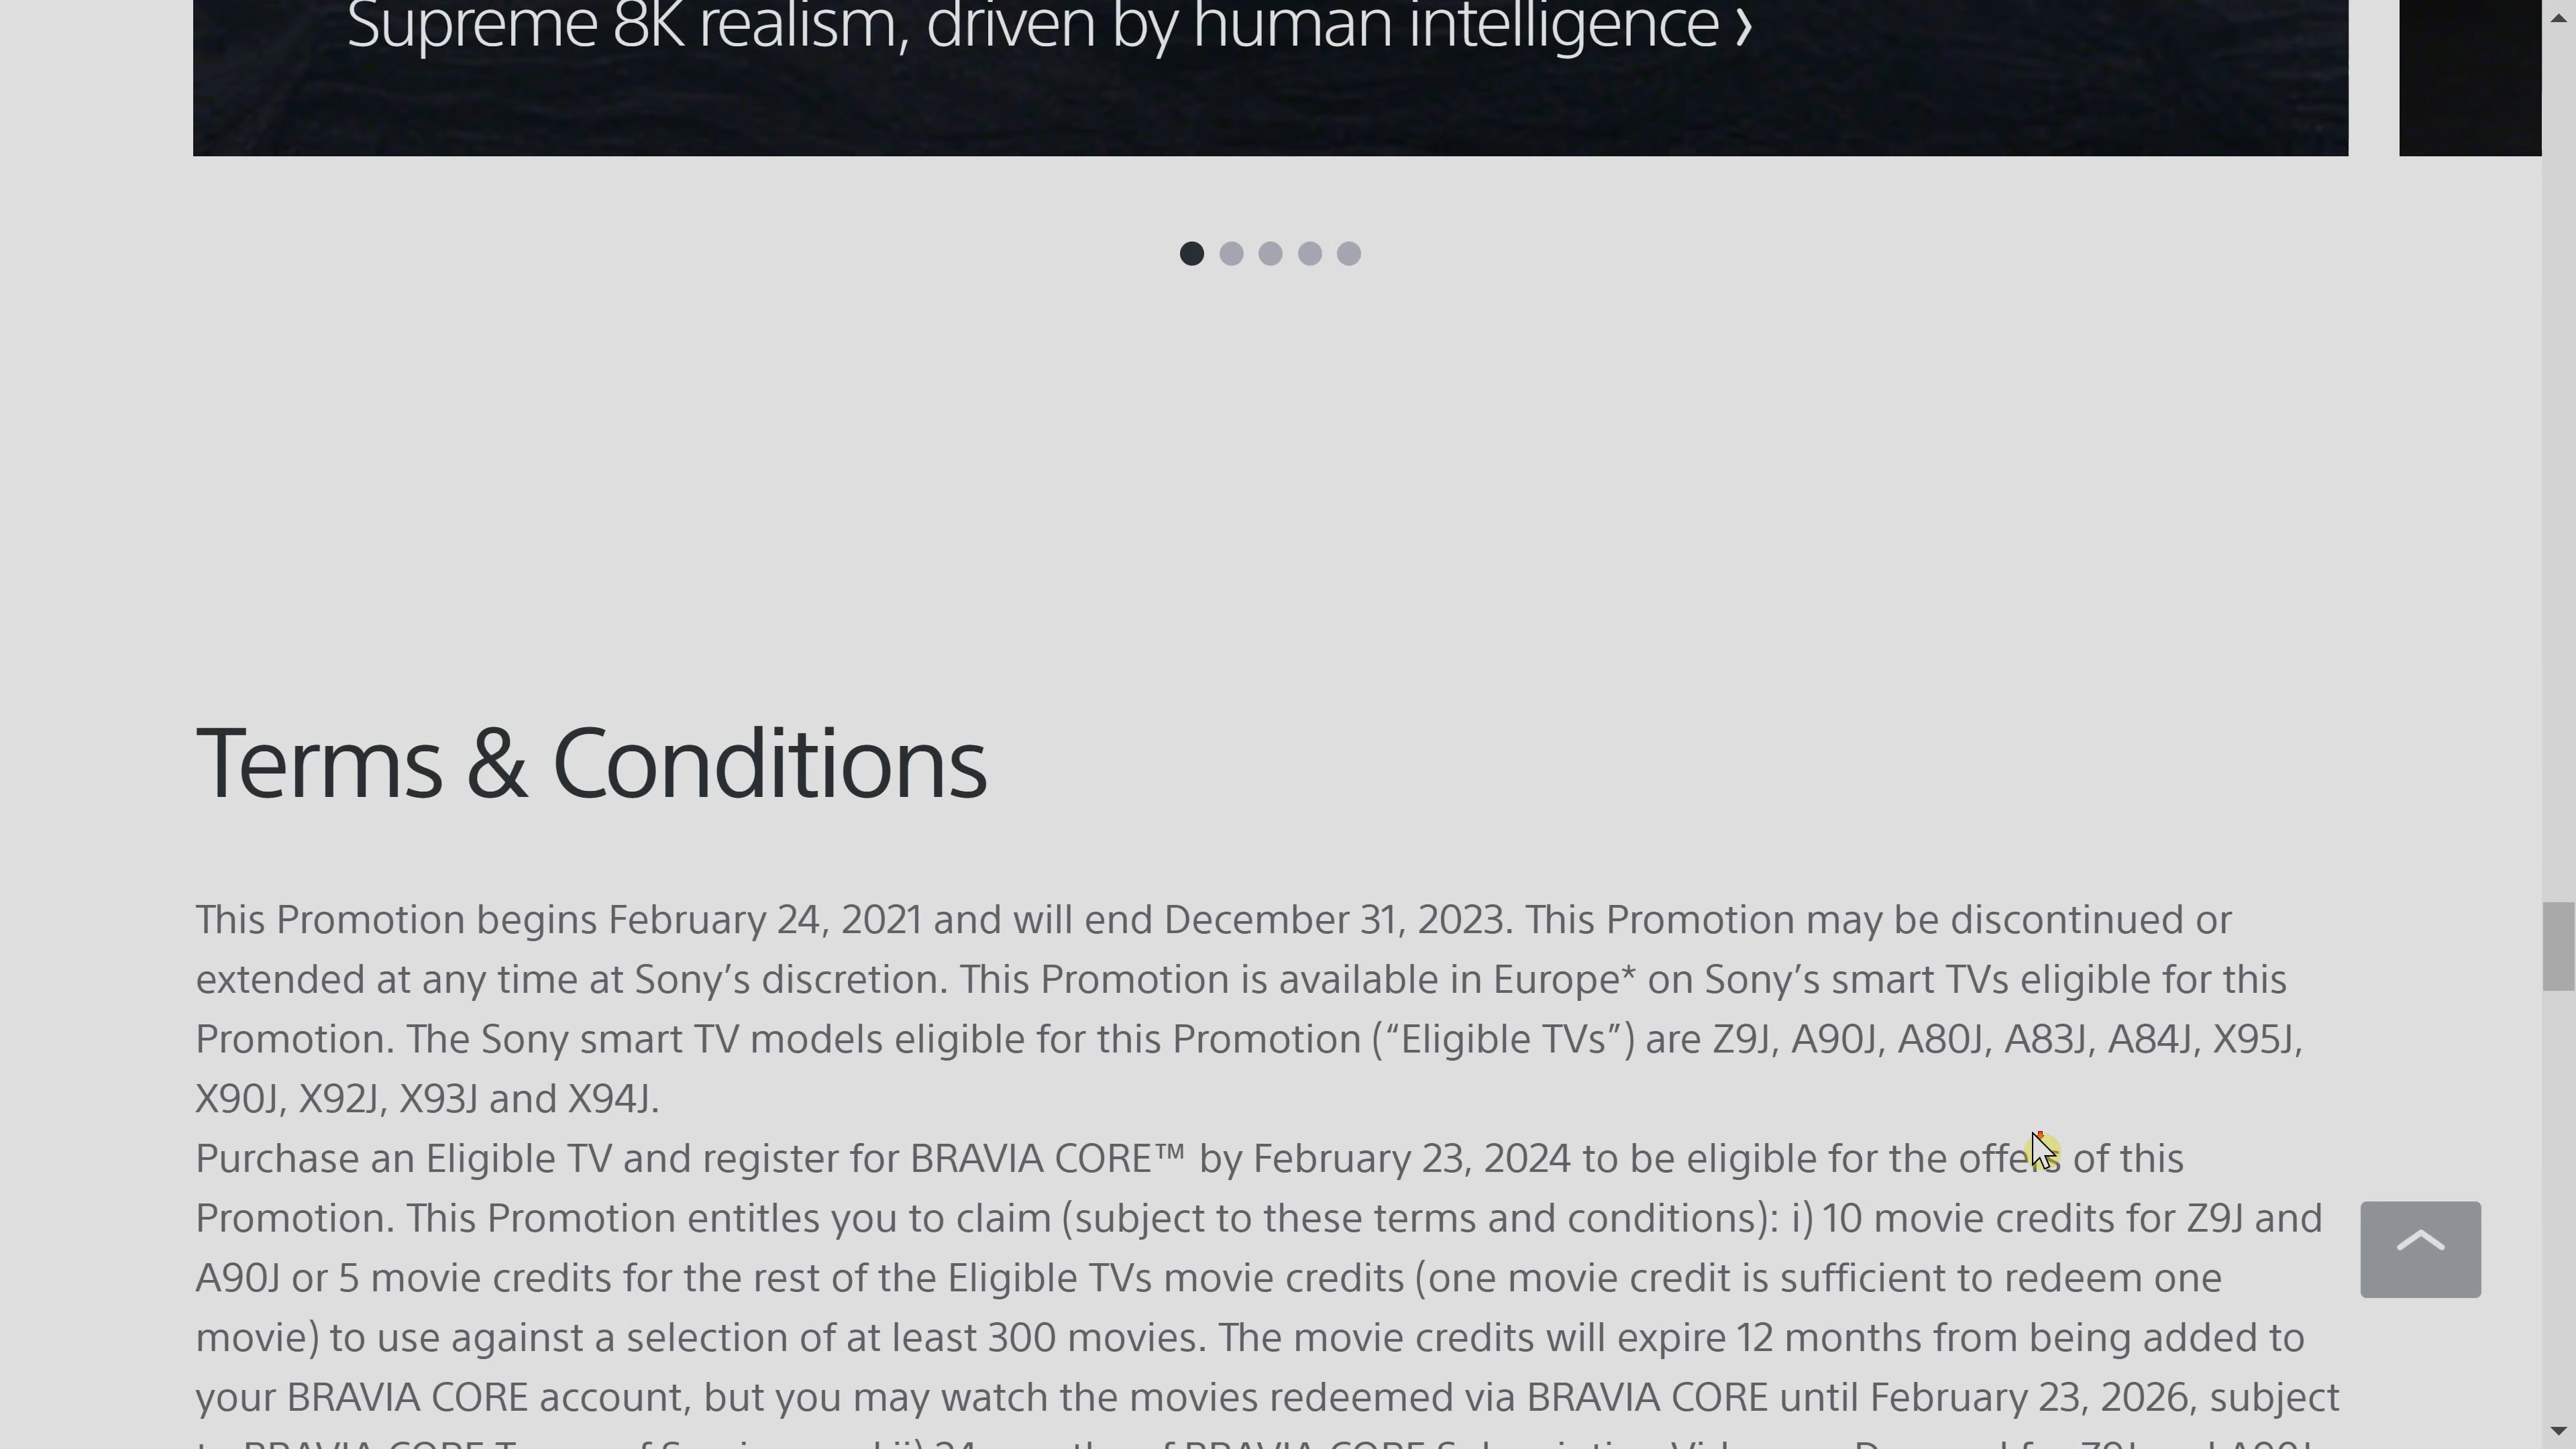 Supreme 8K realism, driven by human intelligence ›
Terms & Conditions
This Promotion begins February 24, 2021 and will end December 31, 2023. This Promotion may be discontinued or
extended at any time at Sony’s discretion. This Promotion is available in Europe* on Sony’s smart TVs eligible for this
Promotion. The Sony smart TV models eligible for this Promotion (“Eligible TVs”) are Z9J, A90J, A80J, A83J, A84J, X95J,
X90J, X92J, X93J and X94J.
Purchase an Eligible TV and register for BRAVIA CORE™ by February 23, 2024 to be eligible for the offers of this
Promotion. This Promotion entitles you to claim (subject to these terms and conditions): i) 10 movie credits for Z9J and
A90J or 5 movie credits for the rest of the Eligible TVs movie credits (one movie credit is sufficient to redeem one
movie) to use against a selection of at least 300 movies. The movie credits will expire 12 months from being added to
your BRAVIA CORE account, but you may watch the movies redeemed via BRAVIA CORE until February 23, 2026, subject